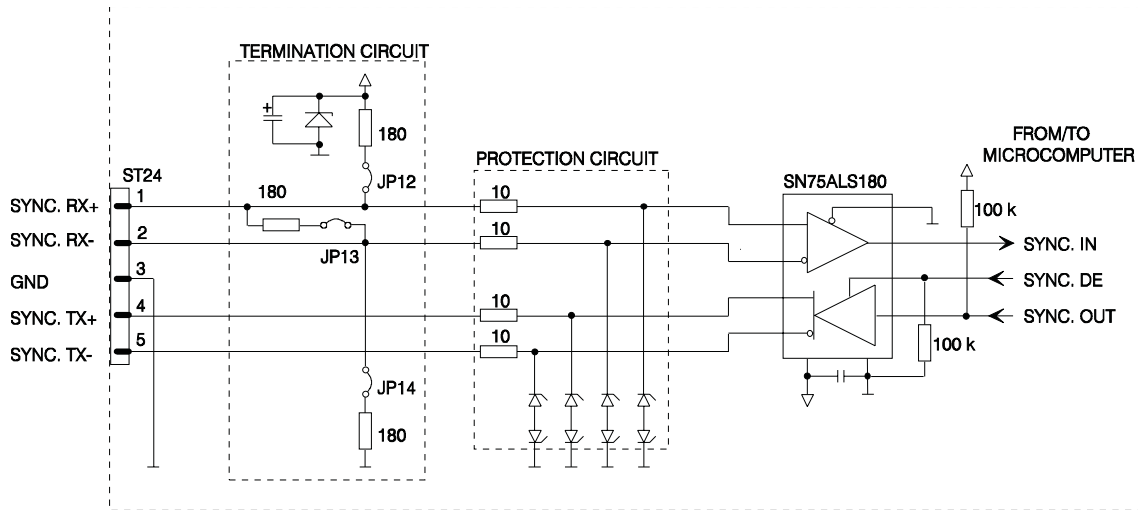 TERMINATION CIRCUIT
+
180
FROM/TO
MICROCOMPUTER
PROTECTION CIRCUIT
ST24
JP12
SN75ALS180
1
180
10
100 k
SYNC. RX+
2
10
SYNC. RX-
JP13
SYNC. IN
3
GND
SYNC. DE
4
10
SYNC. TX+
SYNC. OUT
5
10
100 k
SYNC. TX-
JP14
180